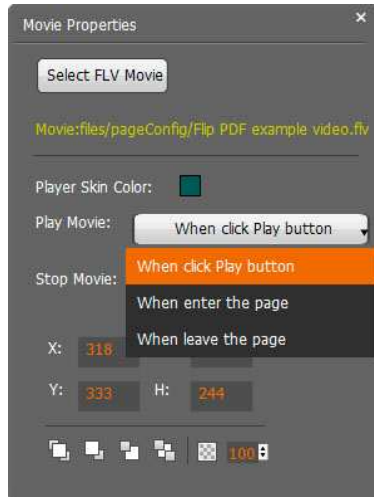 Movie Properties
×
Select FLV Movie
Movie:files/pageConfig/Flip PDF example video.flv
Player Skin Color:
Play Movie: When click Play button
When click Play button
Stop Movie:
When enter the page
When leave the page
X: 318
Y: 333 H: 244
100